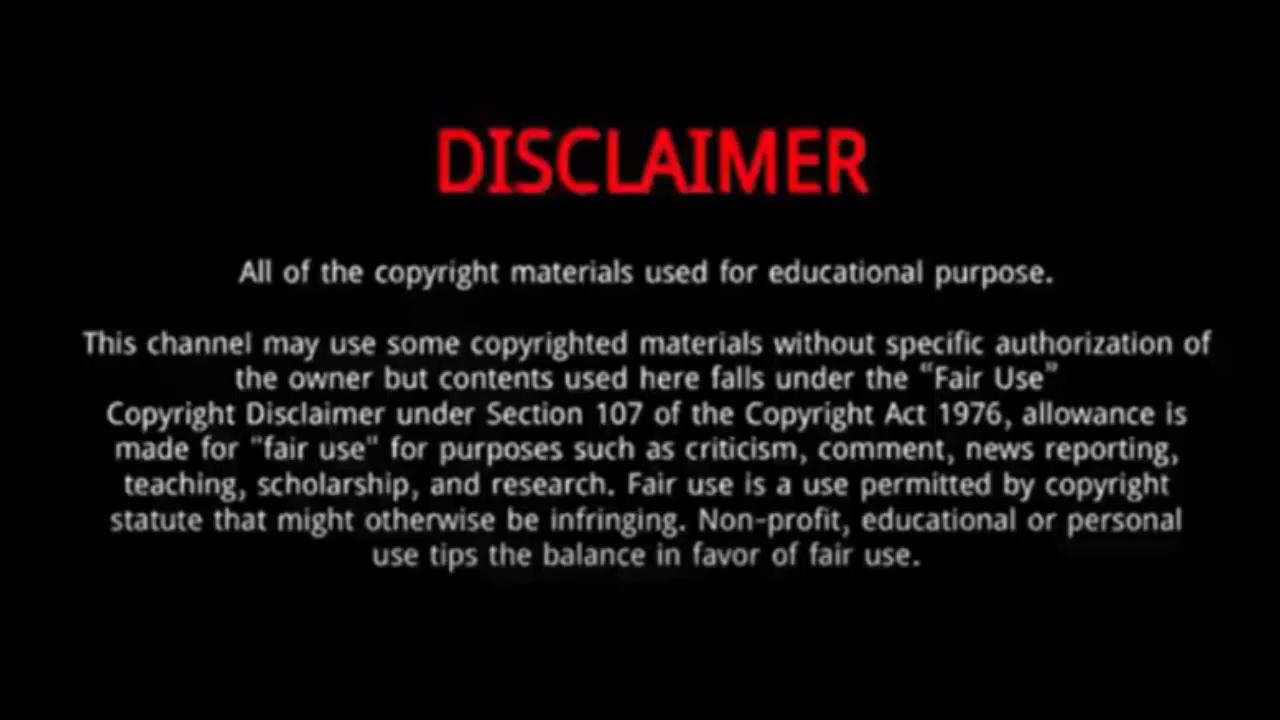 DISCLAIMER
All of the copyright materials used for educational purpose.
This channel may use some copyrighted materials without specific authorization of
the owner but contents used here falls under the “Fair Use”
Copyright Disclaimer under Section 107 of the Copyright Act 1976, allowance is
made for "fair use" for purposes such as criticism, comment, news reporting,
teaching, scholarship, and research. Fair use is a use permitted by copyright
statute that might otherwise be infringing. Non-profit, educational or personal
use tips the balance in favor of fair use.